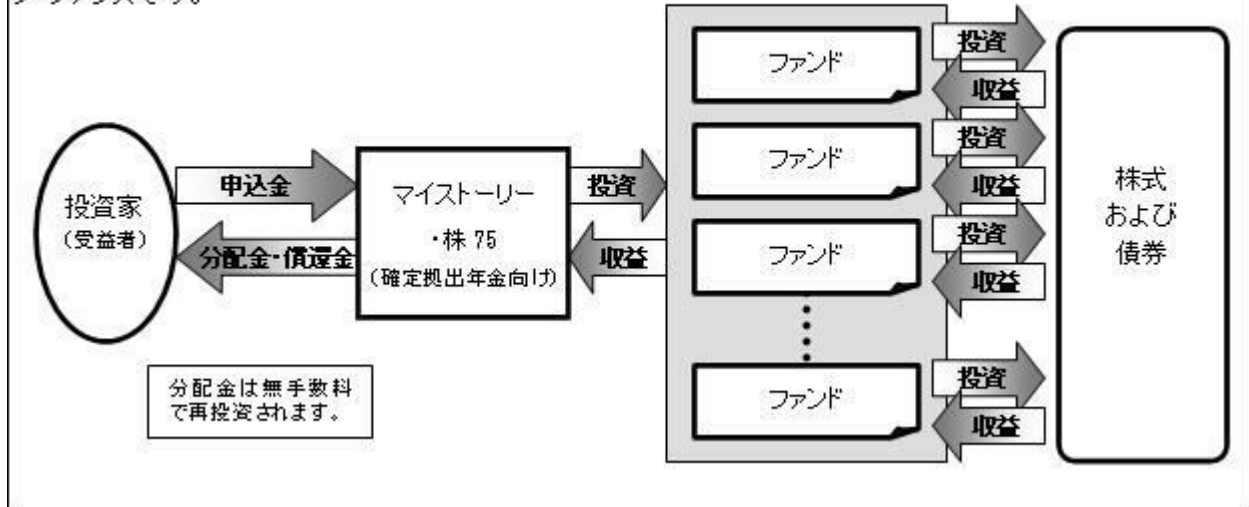 投資家
（受益者）
申込金
分配金・償還金
マイストーリー
・株 75
（確定拠出年金向け）
投資
収益
ファンド
投資
収益
ファンド
投資
収益
ファンド
投資
収益
ファンド
投資
収益
株式
および
債券
分配金は無手数料
で再投資されます。